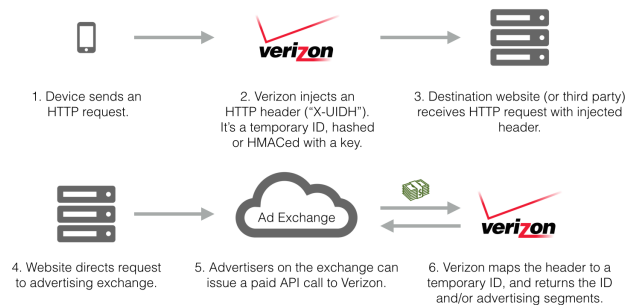 verizon
1. Device sends an
HTTP request.
2. Verizon injects an
HTTP header ("X-UIDH").
It's a temporary ID, hashed
or HMACed with a key.
3. Destination website (or third party)
receives HTTP request with injected
header.
Ad Exchange
verizon
4. Website directs request
to advertising exchange.
5. Advertisers on the exchange can
issue a paid API call to Verizon.
6. Verizon maps the header to a
temporary ID, and returns the ID
and/or advertising segments.